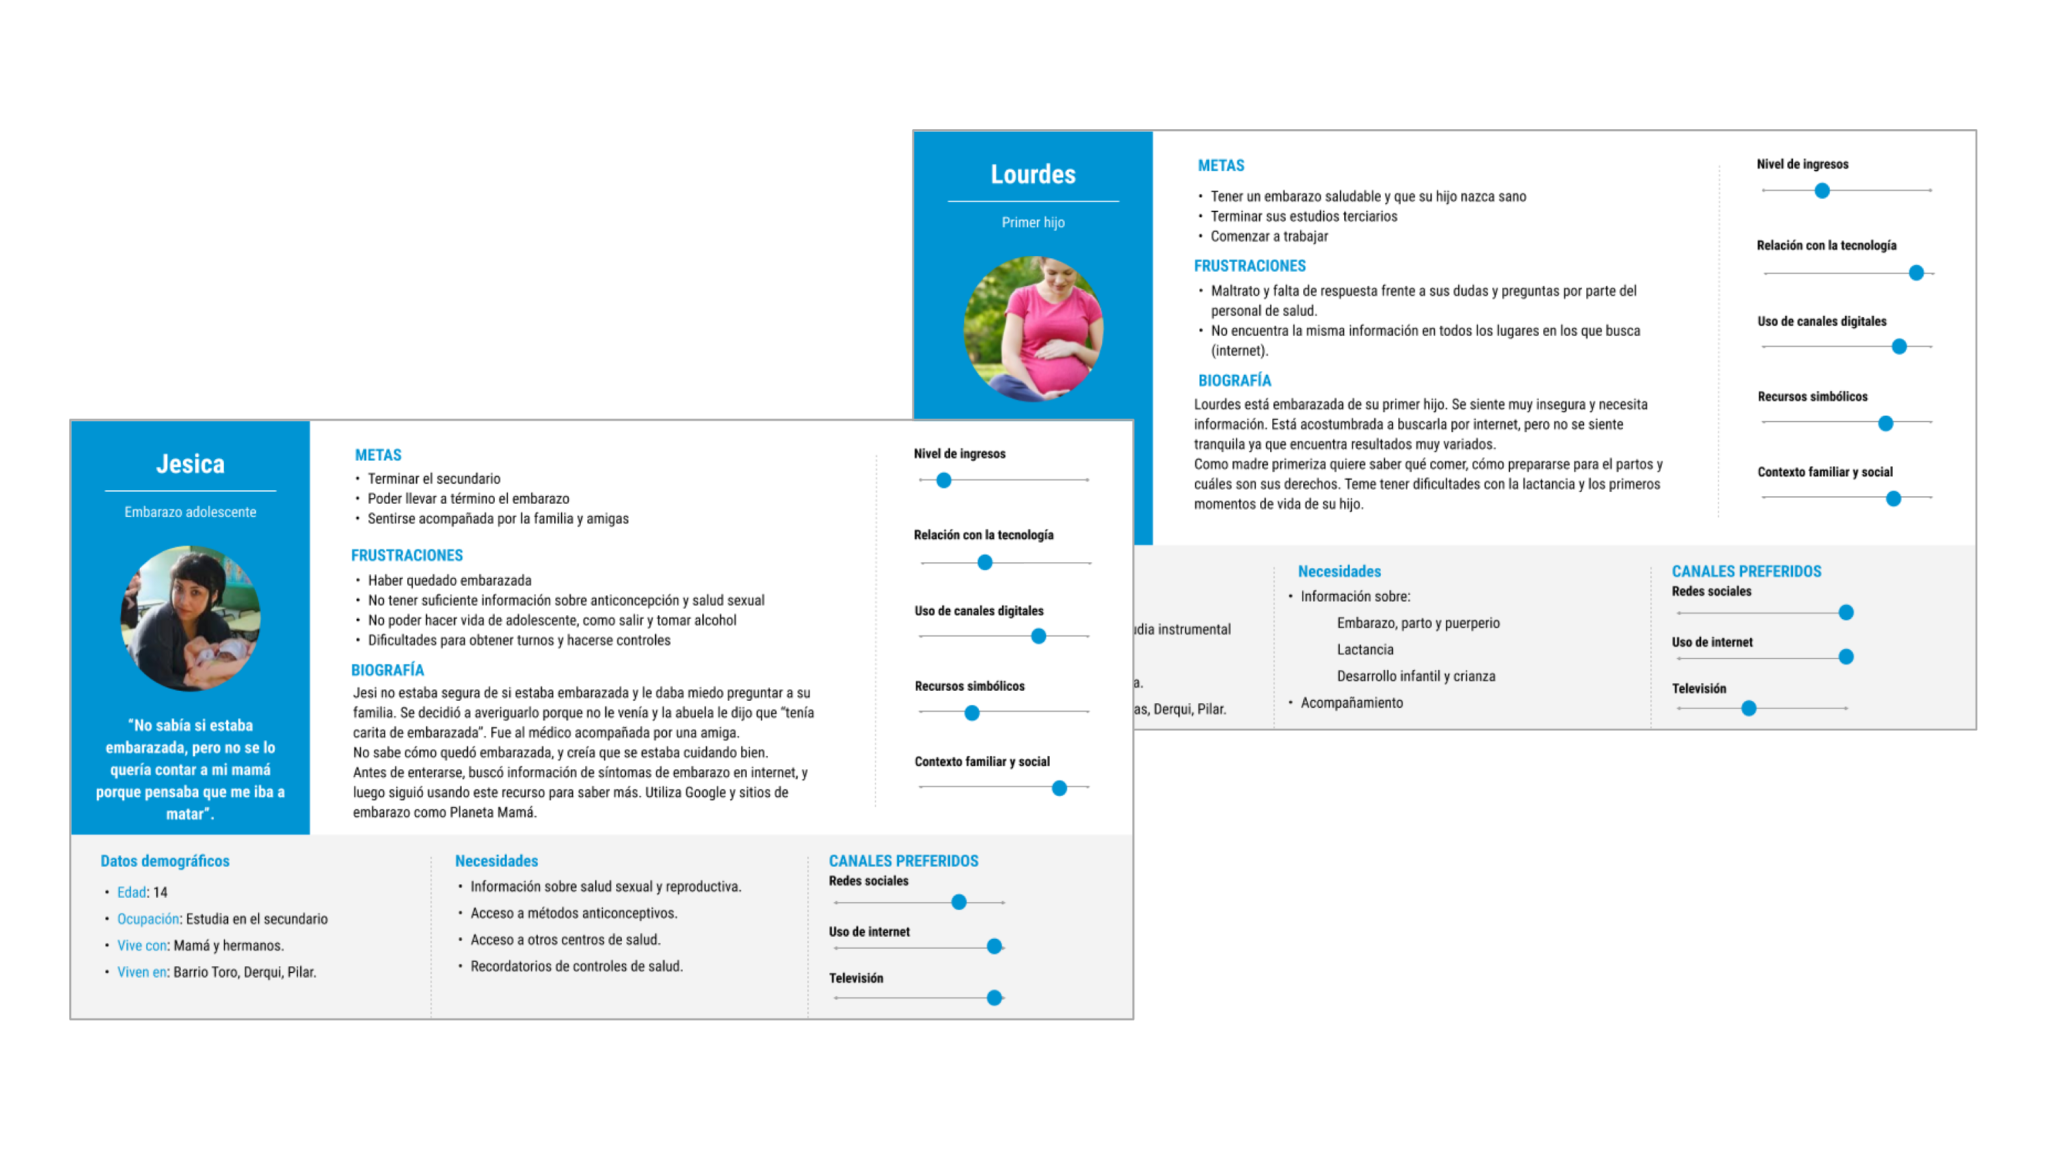 Lourdes
Primer hijo
METAS
• Tener un embarazo saludable y que su hijo nazca sano
• Terminar sus estudios terciarios
• Comenzar a trabajar
FRUSTRACIONES
• Maltrato y falta de respuesta frente a sus dudas y preguntas por parte del
personal de salud.
• No encuentra la misma información en todos los lugares en los que busca
(internet).
BIOGRAFÍA
Lourdes está embarazada de su primer hijo. Se siente muy insegura y necesita
información. Está acostumbrada a buscarla por internet, pero no se siente
tranquila ya que encuentra resultados muy variados.
Como madre primeriza quiere saber qué comer, cómo prepararse para el partos y
cuáles son sus derechos. Teme tener dificultades con la lactancia y los primeros
momentos de vida de su hijo.
Nivel de ingresos
Relación con la tecnología
Uso de canales digitales
Recursos simbólicos
Contexto familiar y social
instrumental
as, Derqui, Pilar.
Necesidades
• Información sobre:
Embarazo, parto y puerperio
Lactancia
Desarrollo infantil y crianza
• Acompañamiento
CANALES PREFERIDOS
Redes sociales
Uso de internet
Televisión
Jesica
Embarazo adolescente
“No sabía si estaba
embarazada, pero no se lo
quería contar a mi mamá
porque pensaba que me iba a
matar”.
METAS
• Terminar el secundario
• Poder llevar a término el embarazo
• Sentirse acompañada por la familia y amigas
FRUSTRACIONES
• Haber quedado embarazada
• No tener suficiente información sobre anticoncepción y salud sexual
• No poder hacer vida de adolescente, como salir y tomar alcohol
• Dificultades para obtener turnos y hacerse controles
BIOGRAFÍA
Jesi no estaba segura de si estaba embarazada y le daba miedo preguntar a su
familia. Se decidió a averiguarlo porque no le venía y la abuela le dijo que “tenía
carita de embarazada”. Fue al médico acompañada por una amiga.
No sabe cómo quedó embarazada, y creía que se estaba cuidando bien.
Antes de enterarse, buscó información de síntomas de embarazo en internet, y
luego siguió usando este recurso para saber más. Utiliza Google y sitios de
embarazo como Planeta Mamá.
Nivel de ingresos
Relación con la tecnología
Uso de canales digitales
Recursos simbólicos
Contexto familiar y social
Datos demográficos
• Edad: 14
• Ocupación: Estudia en el secundario
• Vive con: Mamá y hermanos.
• Viven en: Barrio Toro, Derqui, Pilar.
Necesidades
• Información sobre salud sexual y reproductiva.
• Acceso a métodos anticonceptivos.
• Acceso a otros centros de salud.
• Recordatorios de controles de salud.
CANALES PREFERIDOS
Redes sociales
Uso de internet
Televisión